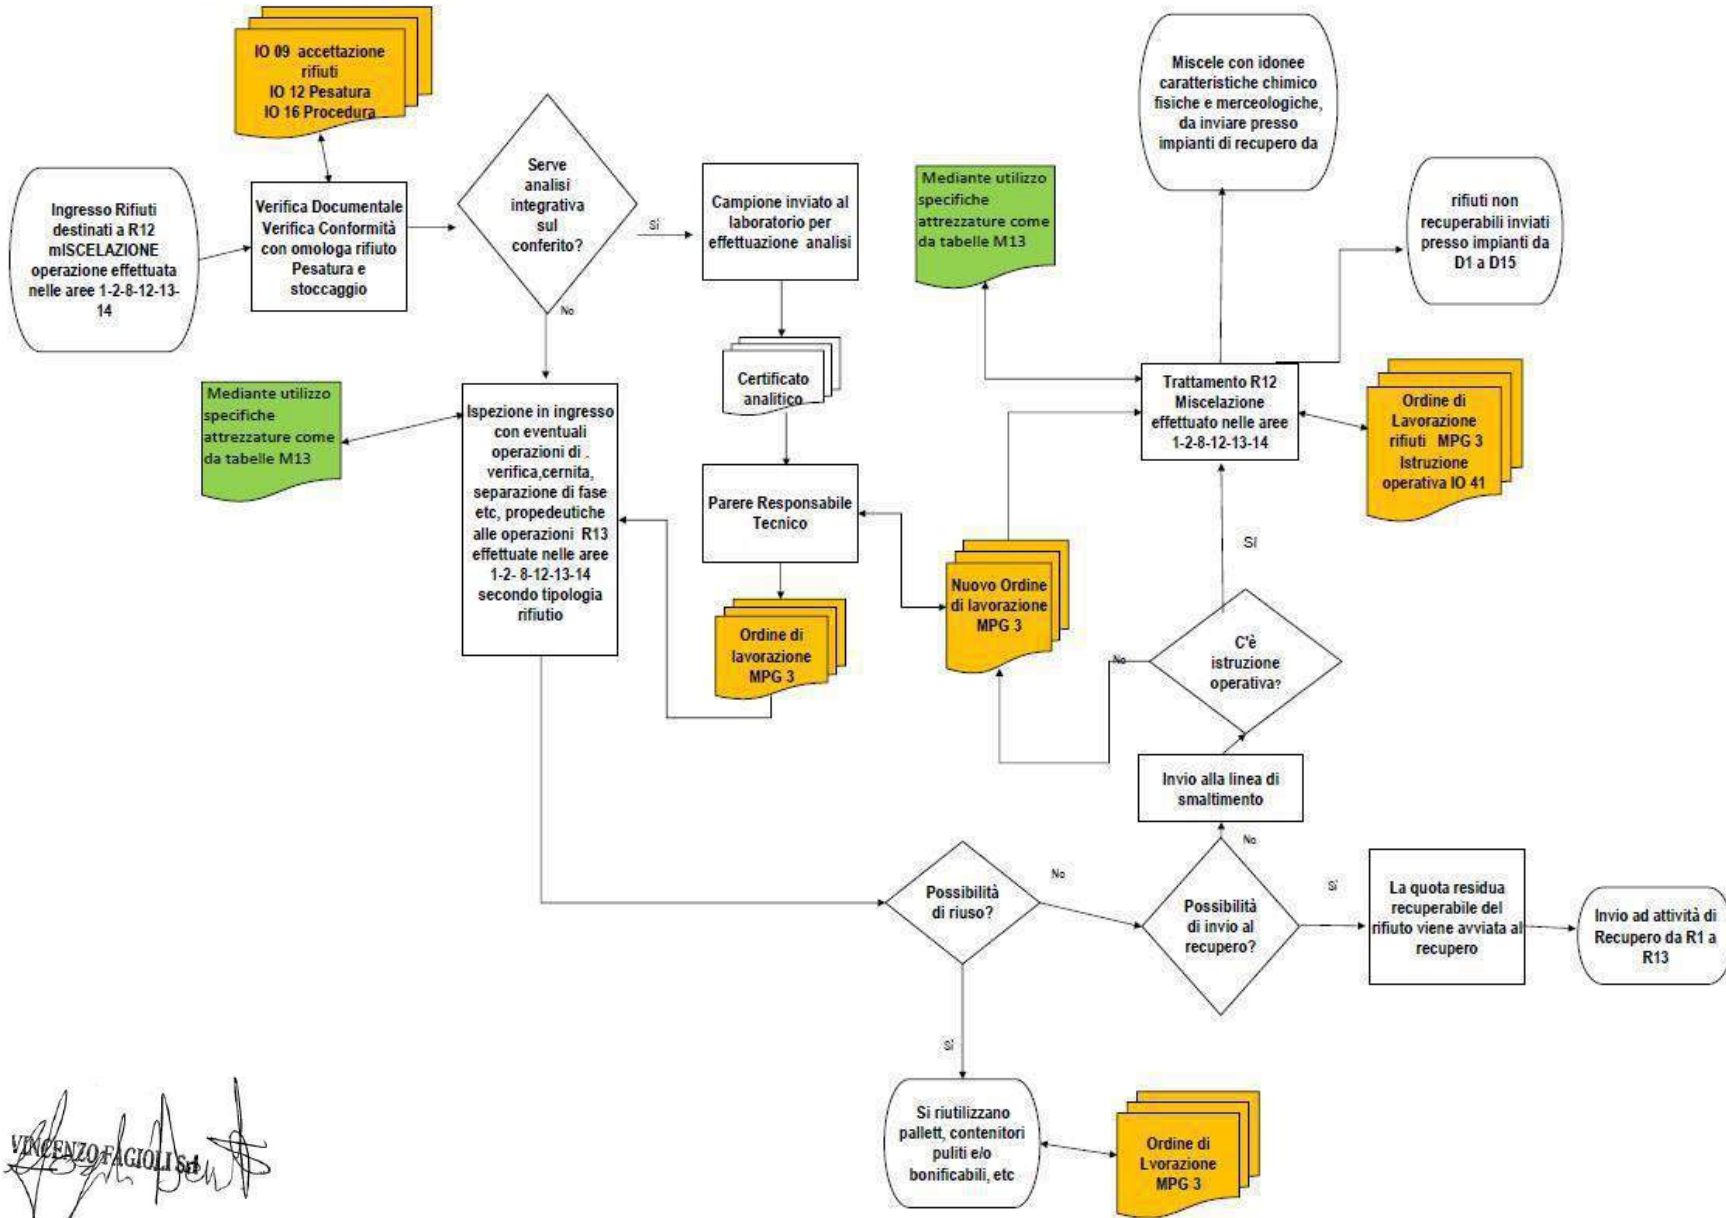 IO 09 accettazione
rifiuti
IO 12 Pesatura
IO 16 Procedura
Ingresso Rifiuti
destinati a R12
mISCELAZIONE
operazione effettuata
nelle aree 1-2-8-12-13-
14
Verifica Documentale
Verifica Conformità
con omologa rifiuto
Pesatura e
stoccaggio
Serve
analisi
integrativa
sul
conferito?
Sí
No
Campione inviato al
laboratorio per
effettuazione analisi
Certificato
analitico
Parere Responsabile
Tecnico
Ordine di
lavorazione
MPG 3
Mediante utilizzo
specifiche
attrezzature come
da tabelle M13
Ispezione in ingresso
con eventuali
operazioni di .
verifica,cernita,
separazione di fase
etc, propedeutiche
alle operazioni R13
effettuate nelle aree
1-2- 8-12-13-14
secondo tipologia
rifiutio
Mediante utilizzo
specifiche
attrezzature come
da tabelle M13
Miscele con idonee
caratteristiche chimico
fisiche e merceologiche,
da inviare presso
impianti di recupero da
rifiuti non
recuperabili inviati
presso impianti da
D1 a D15
Trattamento R12
Miscelazione
effettuato nelle aree
1-2-8-12-13-14
Ordine di
Lavorazione
rifiuti MPG 3
Istruzione
operativa IO 41
Sí
Nuovo Ordine
di lavorazione
MPG 3
No
C'è
istruzione
operativa?
Invio alla linea di
smaltimento
No
Possibilità
di riuso?
No
Possibilità
di invio al
recupero?
Sí
La quota residua
recuperabile del
rifiuto viene avviata al
recupero
Invio ad attività di
Recupero da R1 a
R13
Sí
Si riutilizzano
pallett, contenitori
puliti e/o
bonificabili, etc
Ordine di
Lvorazione
MPG 3
VINCENZO FAGIOLI Srl